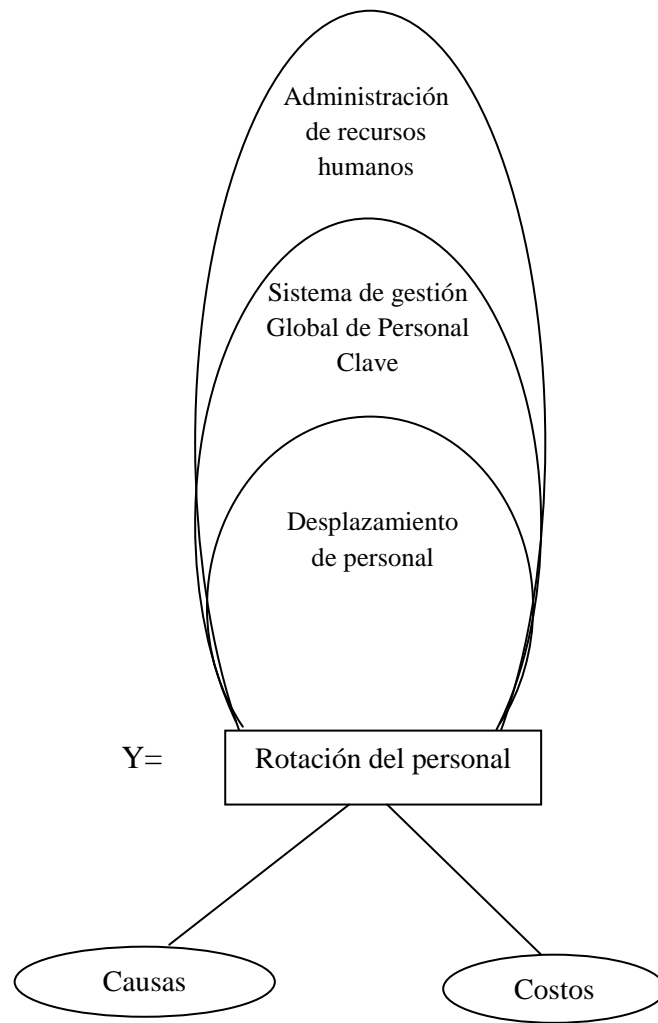 Administración
de recursos
humanos
Sistema de gestión
Global de Personal
Clave
Desplazamiento
de personal
Y=
Rotación del personal
Causas
Costos